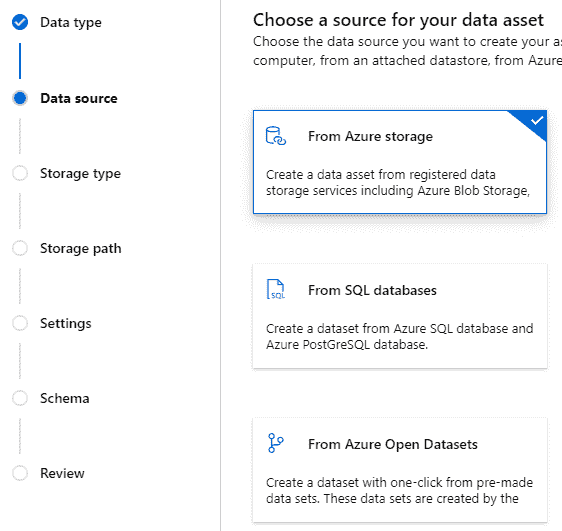 Data type
Data source
Storage type
Storage path
Settings
Schema
Review
Choose a source for your data asset
Choose the data source you want to create your as
computer, from an attached datastore, from Azure
From Azure storage
Create a data asset from registered data
storage services including Azure Blob Storage,
SQL
From SQL databases
Create a dataset from Azure SQL database and
Azure PostGreSQL database.
From Azure Open Datasets
Create a dataset with one-click from pre-made
data sets. These data sets are created by the